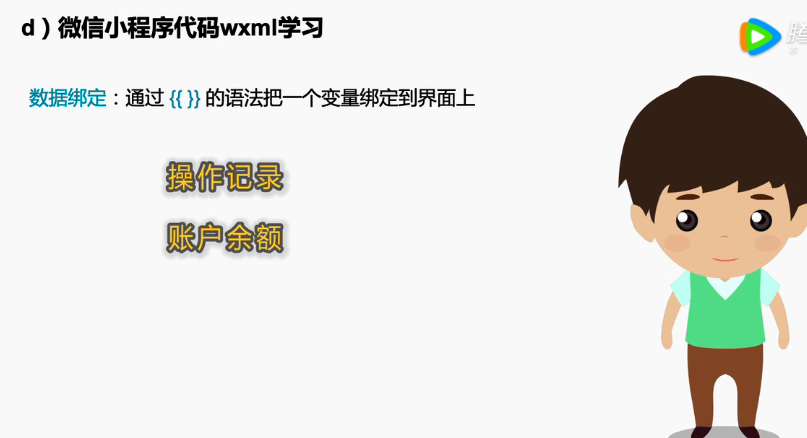 d）微信小程序代码wxml学习
腾
数据绑定：通过 {{ }} 的语法把一个变量绑定到界面上
操作记录
账户余额